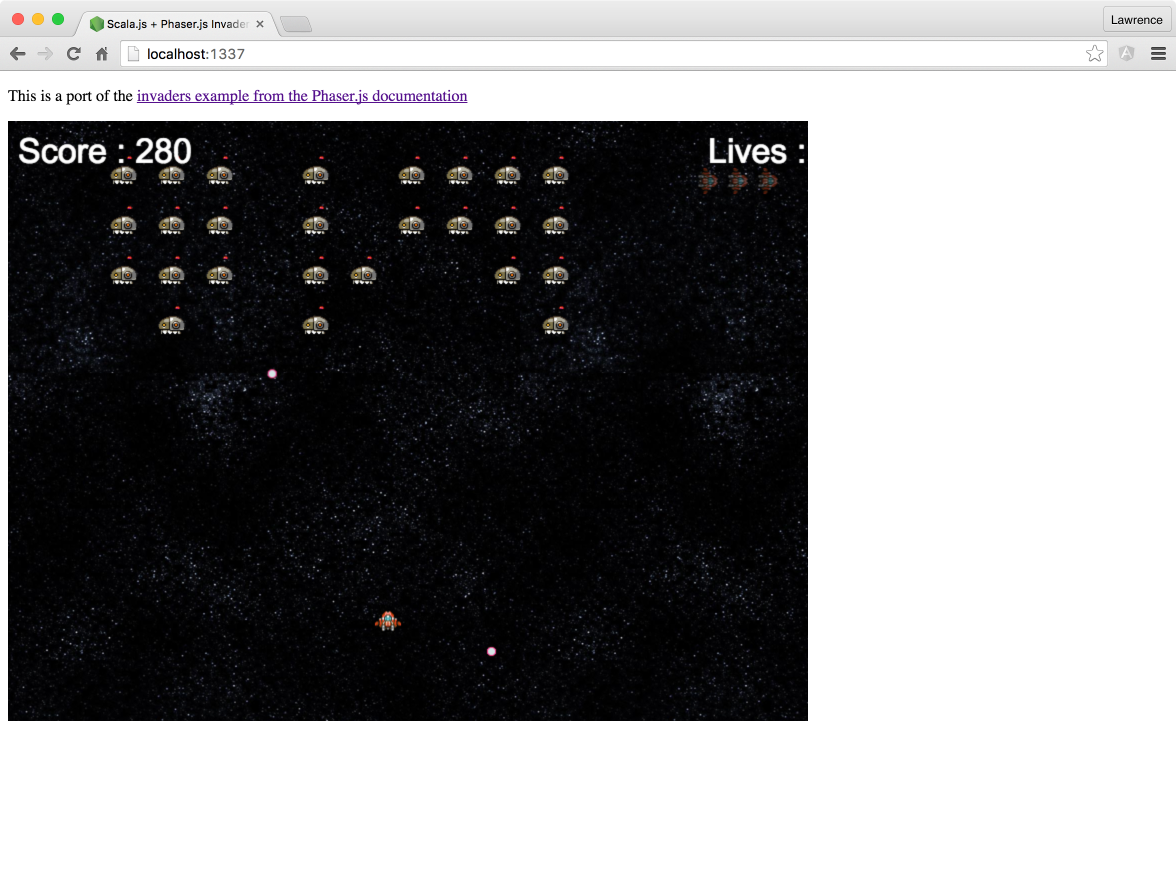 Scala.js + Phaser.js Invader
Lawrence
localhost:1337
This is a port of the invaders example from the Phaser.js documentation
Score : 280
Lives :